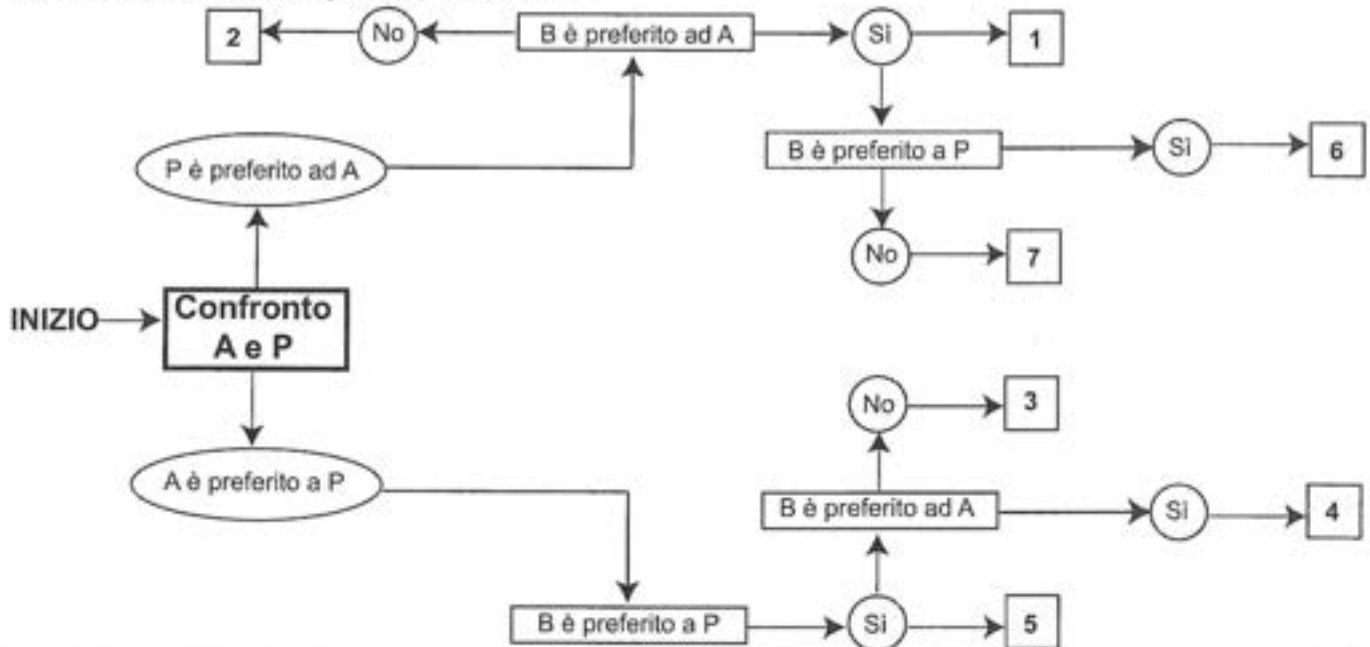 2 No B è preferito ad A Sì 1
B è preferito a P Sì 6
P è preferito ad A
No 7
INIZIO Confronto
A e P
No 3
A è preferito a P
B è preferito ad A Sì 4
B è preferito a P Sì 5